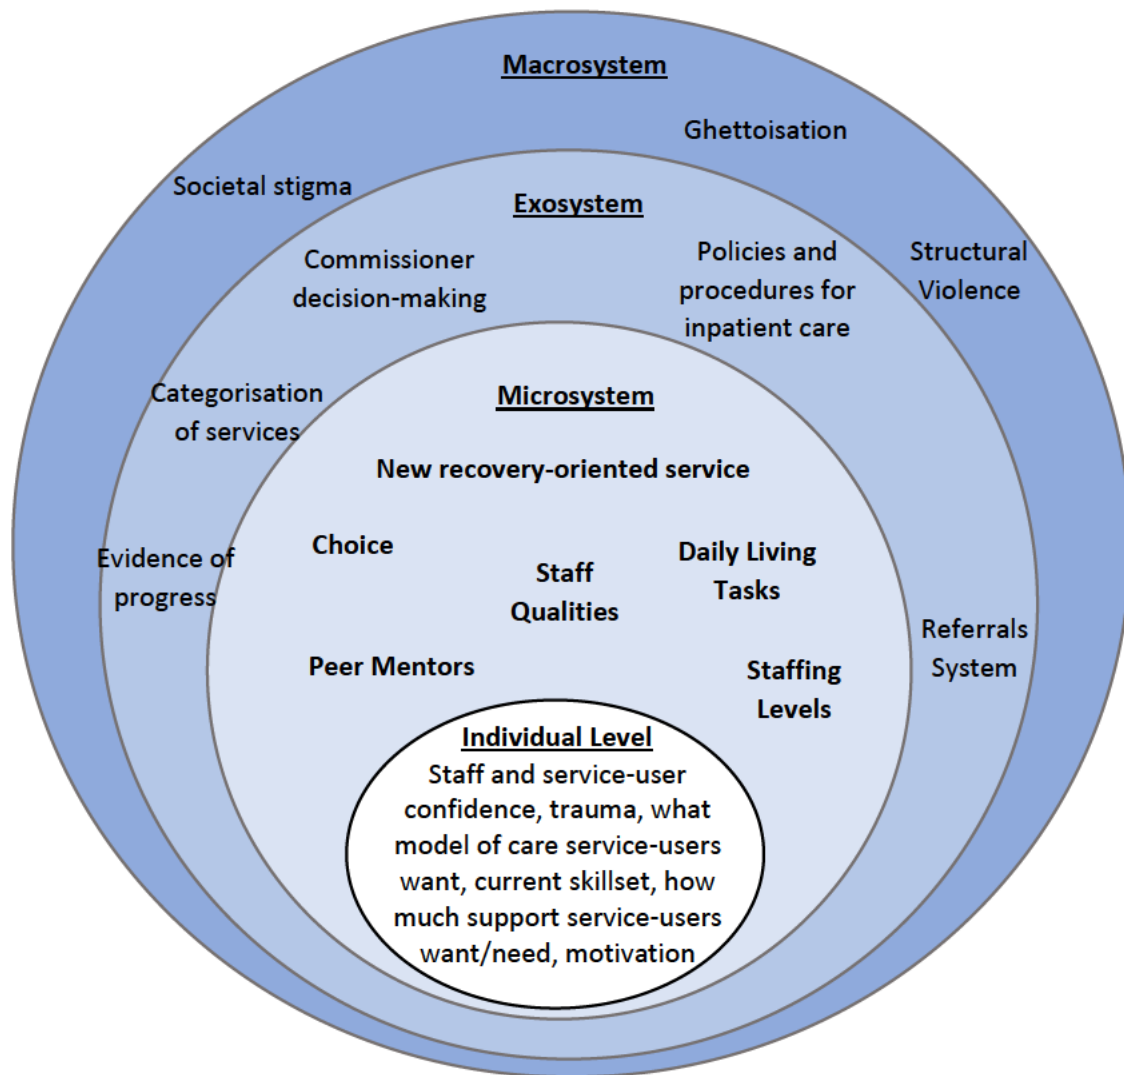 Macrosystem
Ghettoisation
Societal stigma
Exosystem
Commissioner
decision-making
Policies and
procedures for
inpatient care
Structural
Violence
Categorisation
of services
Microsystem
New recovery-oriented service
Choice
Staff
Qualities
Daily Living
Tasks
Evidence of
progress
Peer Mentors
Staffing
Levels
Referrals
System
Individual Level
Staff and service-user
confidence, trauma, what
model of care service-users
want, current skillset, how
much support service-users
want/need, motivation